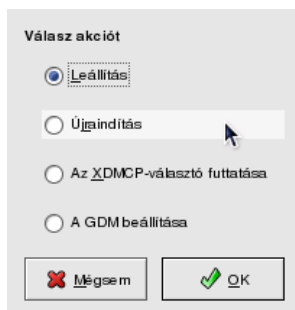 Válasz akciót
Leállítás
Újraindítás
Az XDMCP-választó futtatása
A GDM beállítása
Mégsem
OK